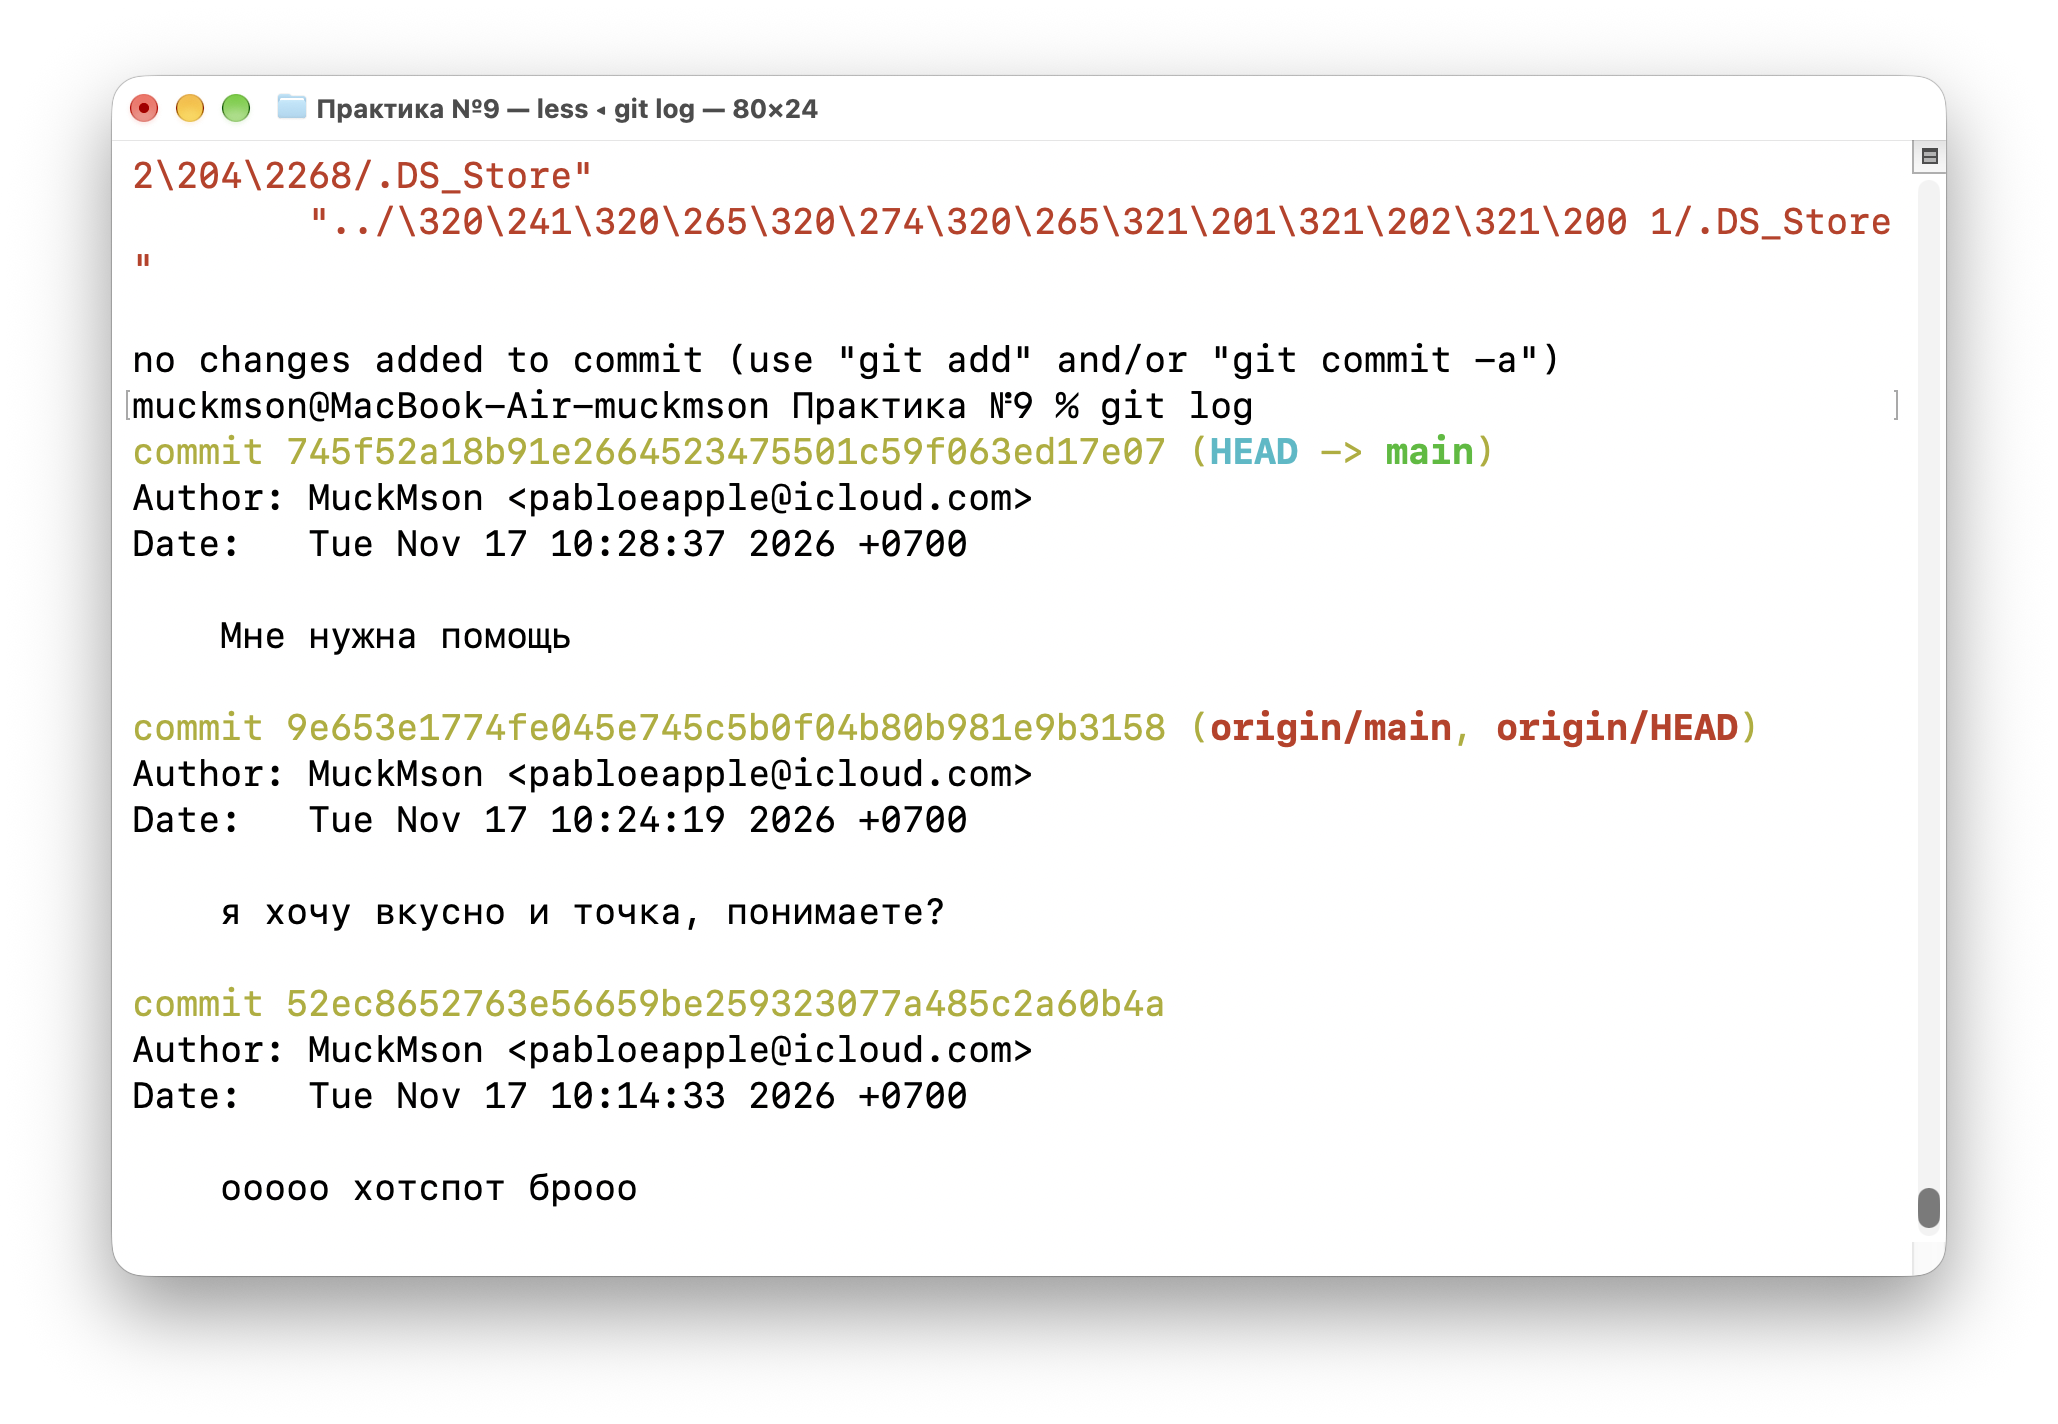 Практика №9 — less ◂ git log — 80×24
2\204\2268/.DS_Store"
"../\320\241\320\265\320\274\320\265\321\201\321\202\321\200 1/.DS_Store
"
no changes added to commit (use "git add" and/or "git commit -a")
muckmson@MacBook-Air-muckmson Практика №9 % git log
commit 745f52a18b91e2664523475501c59f063ed17e07 (HEAD -> main)
Author: MuckMson <pabloeapple@icloud.com>
Date:   Tue Nov 17 10:28:37 2026 +0700
Мне нужна помощь
commit 9e653e1774fe045e745c5b0f04b80b981e9b3158 (origin/main, origin/HEAD)
Author: MuckMson <pabloeapple@icloud.com>
Date:   Tue Nov 17 10:24:19 2026 +0700
я хочу вкусно и точка, понимаете?
commit 52ec8652763e56659be259323077a485c2a60b4a
Author: MuckMson <pabloeapple@icloud.com>
Date:   Tue Nov 17 10:14:33 2026 +0700
ооооо хотспот брооо